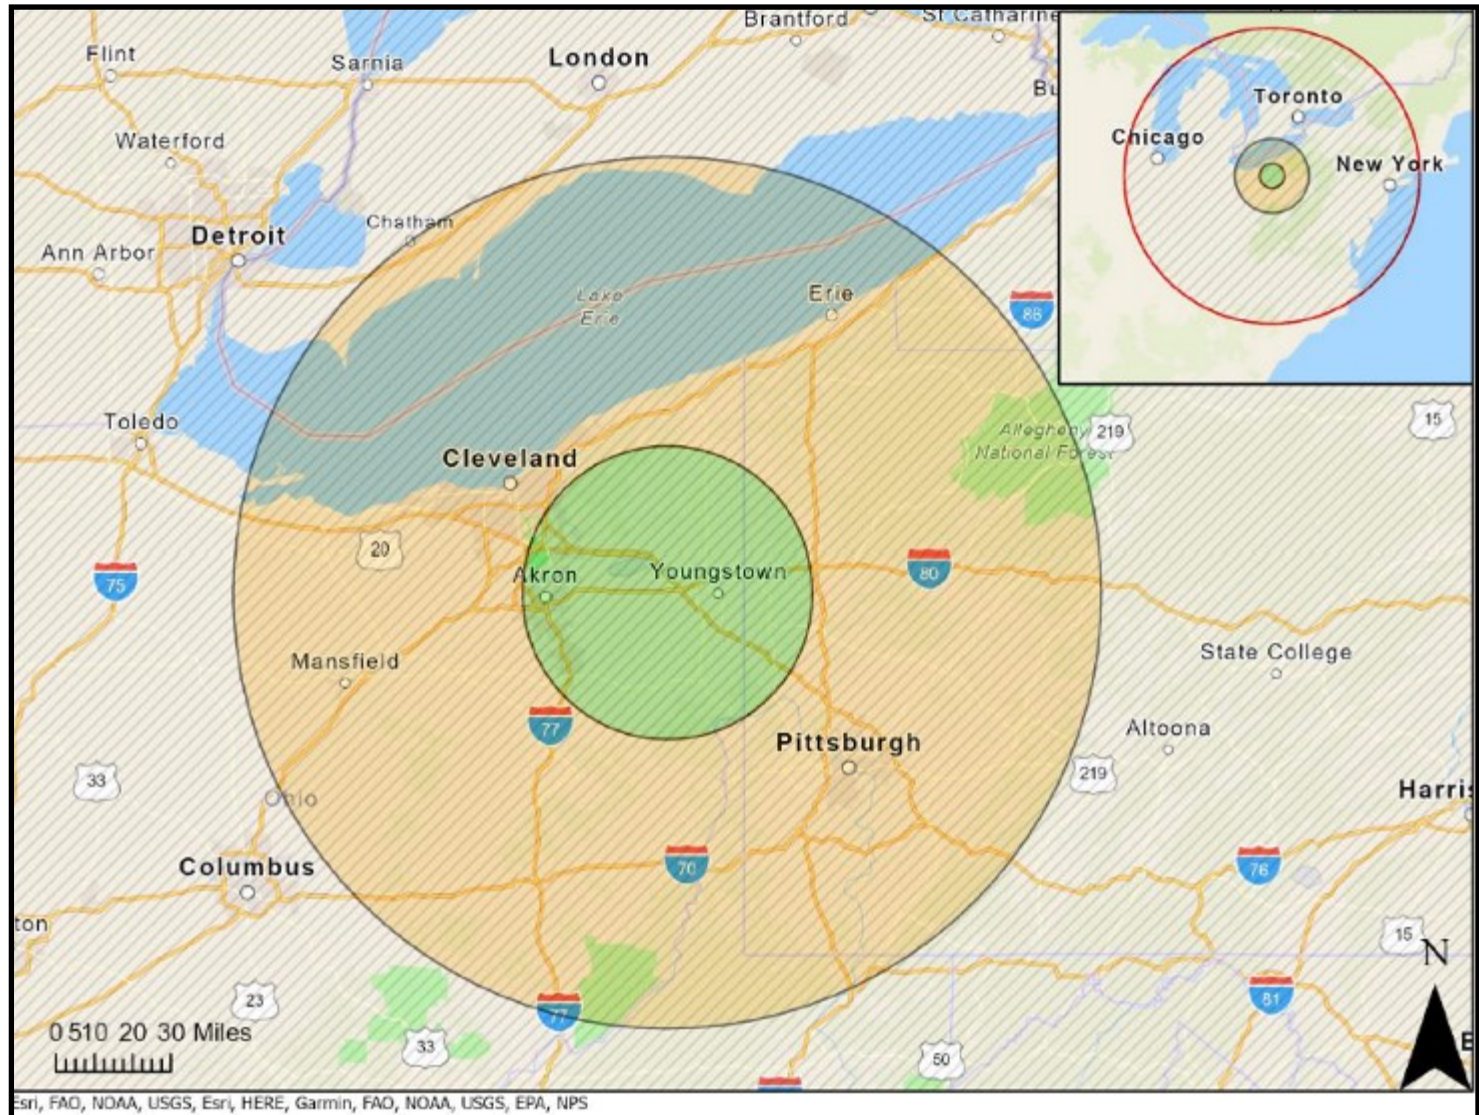 Brantford
St Catharine
Flint
Sarnia
London
Bu
Waterford
Toronto
Chicago
New York
Chatham
Detroit
Ann Arbor
Lake
Erie
Erie
86
Toledo
Allegheny
National Forest
219
15
Cleveland
20
75
Akron
Youngstown
80
Mansfield
State College
77
Pittsburgh
Altoona
33
219
Ohio
Harris
Columbus
70
76
ton
15
N
23
77
81
0 510 20 30 Miles
33
50
Esri, FAO, NOAA, USGS, Esri, HERE, Garmin, FAO, NOAA, USGS, EPA, NPS